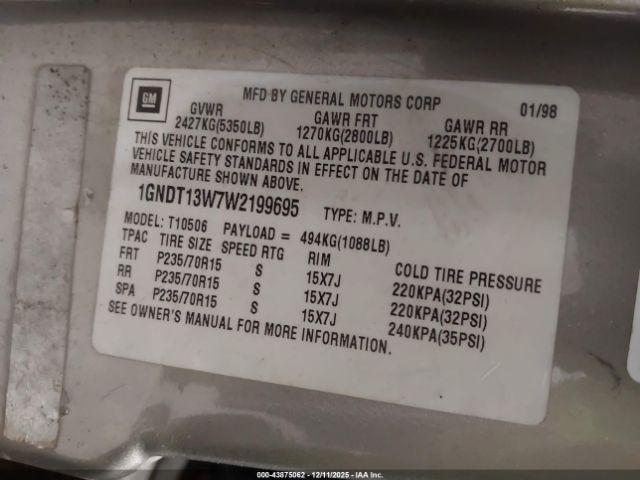 GM
MFD BY GENERAL MOTORS CORP 01/98
GVWR GAWR FRT GAWR RR
2427KG(5350LB) 1270KG(2800LB) 1225KG(2700LB)
THIS VEHICLE CONFORMS TO ALL APPLICABLE U.S. FEDERAL MOTOR
VEHICLE SAFETY STANDARDS IN EFFECT ON THE DATE OF
MANUFACTURE SHOWN ABOVE.
1GNDT13W7W2199695 TYPE: M.P.V.
MODEL: T10506 PAYLOAD = 494KG(1088LB)
TPAC TIRE SIZE SPEED RTG RIM COLD TIRE PRESSURE
FRT P235/70R15 S 15X7J 220KPA(32PSI)
RR P235/70R15 S 15X7J 220KPA(32PSI)
SPA P235/70R15 S 15X7J 240KPA(35PSI)
SEE OWNER'S MANUAL FOR MORE INFORMATION.
000-43875062 - 12/11/2025 - IAA Inc.